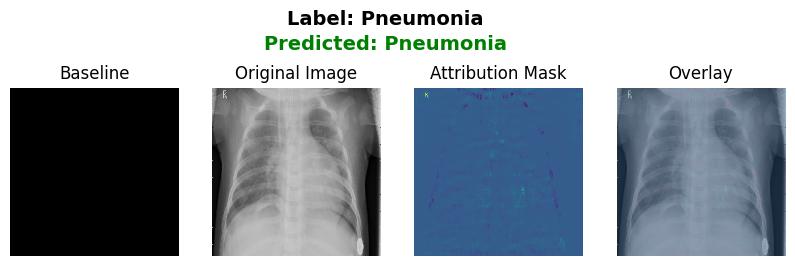 Label: Pneumonia
Predicted: Pneumonia
Baseline
Original Image
Attribution Mask
Overlay